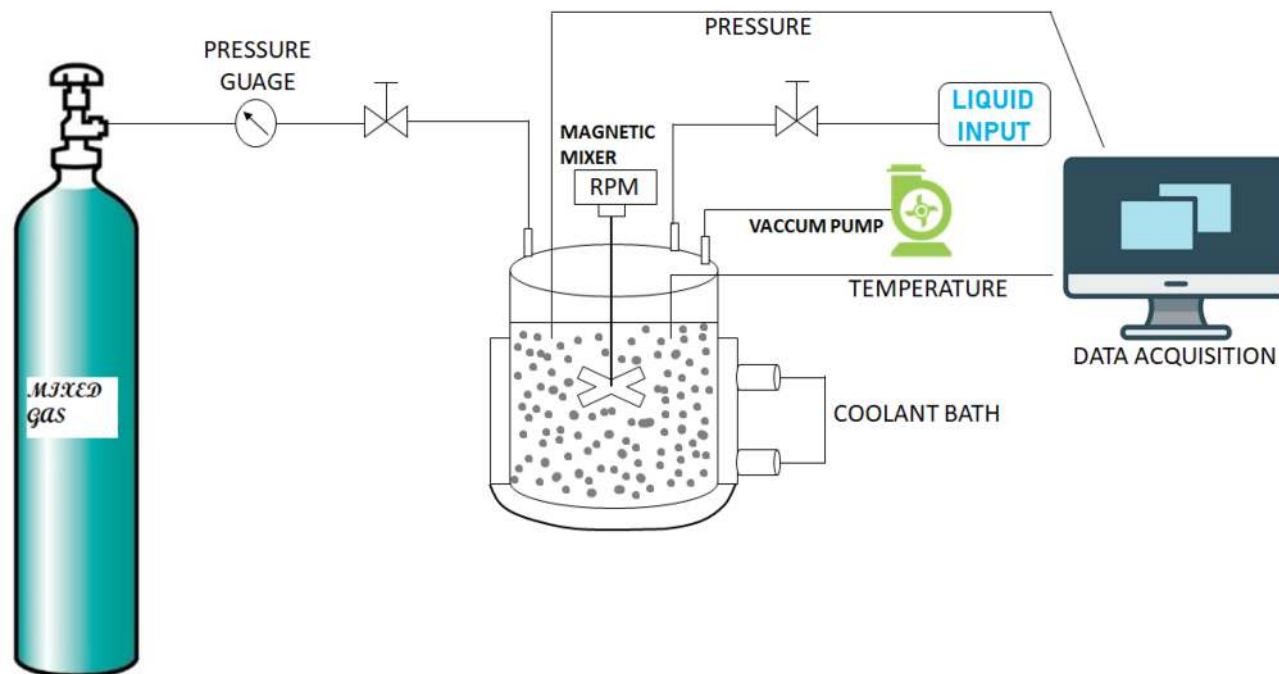 PRESSURE
PRESSURE
GUAGE
LIQUID
INPUT
MAGNETIC
MIXER
RPM
VACCUM PUMP
TEMPERATURE
DATA ACQUISITION
MIXED
GAS
COOLANT BATH